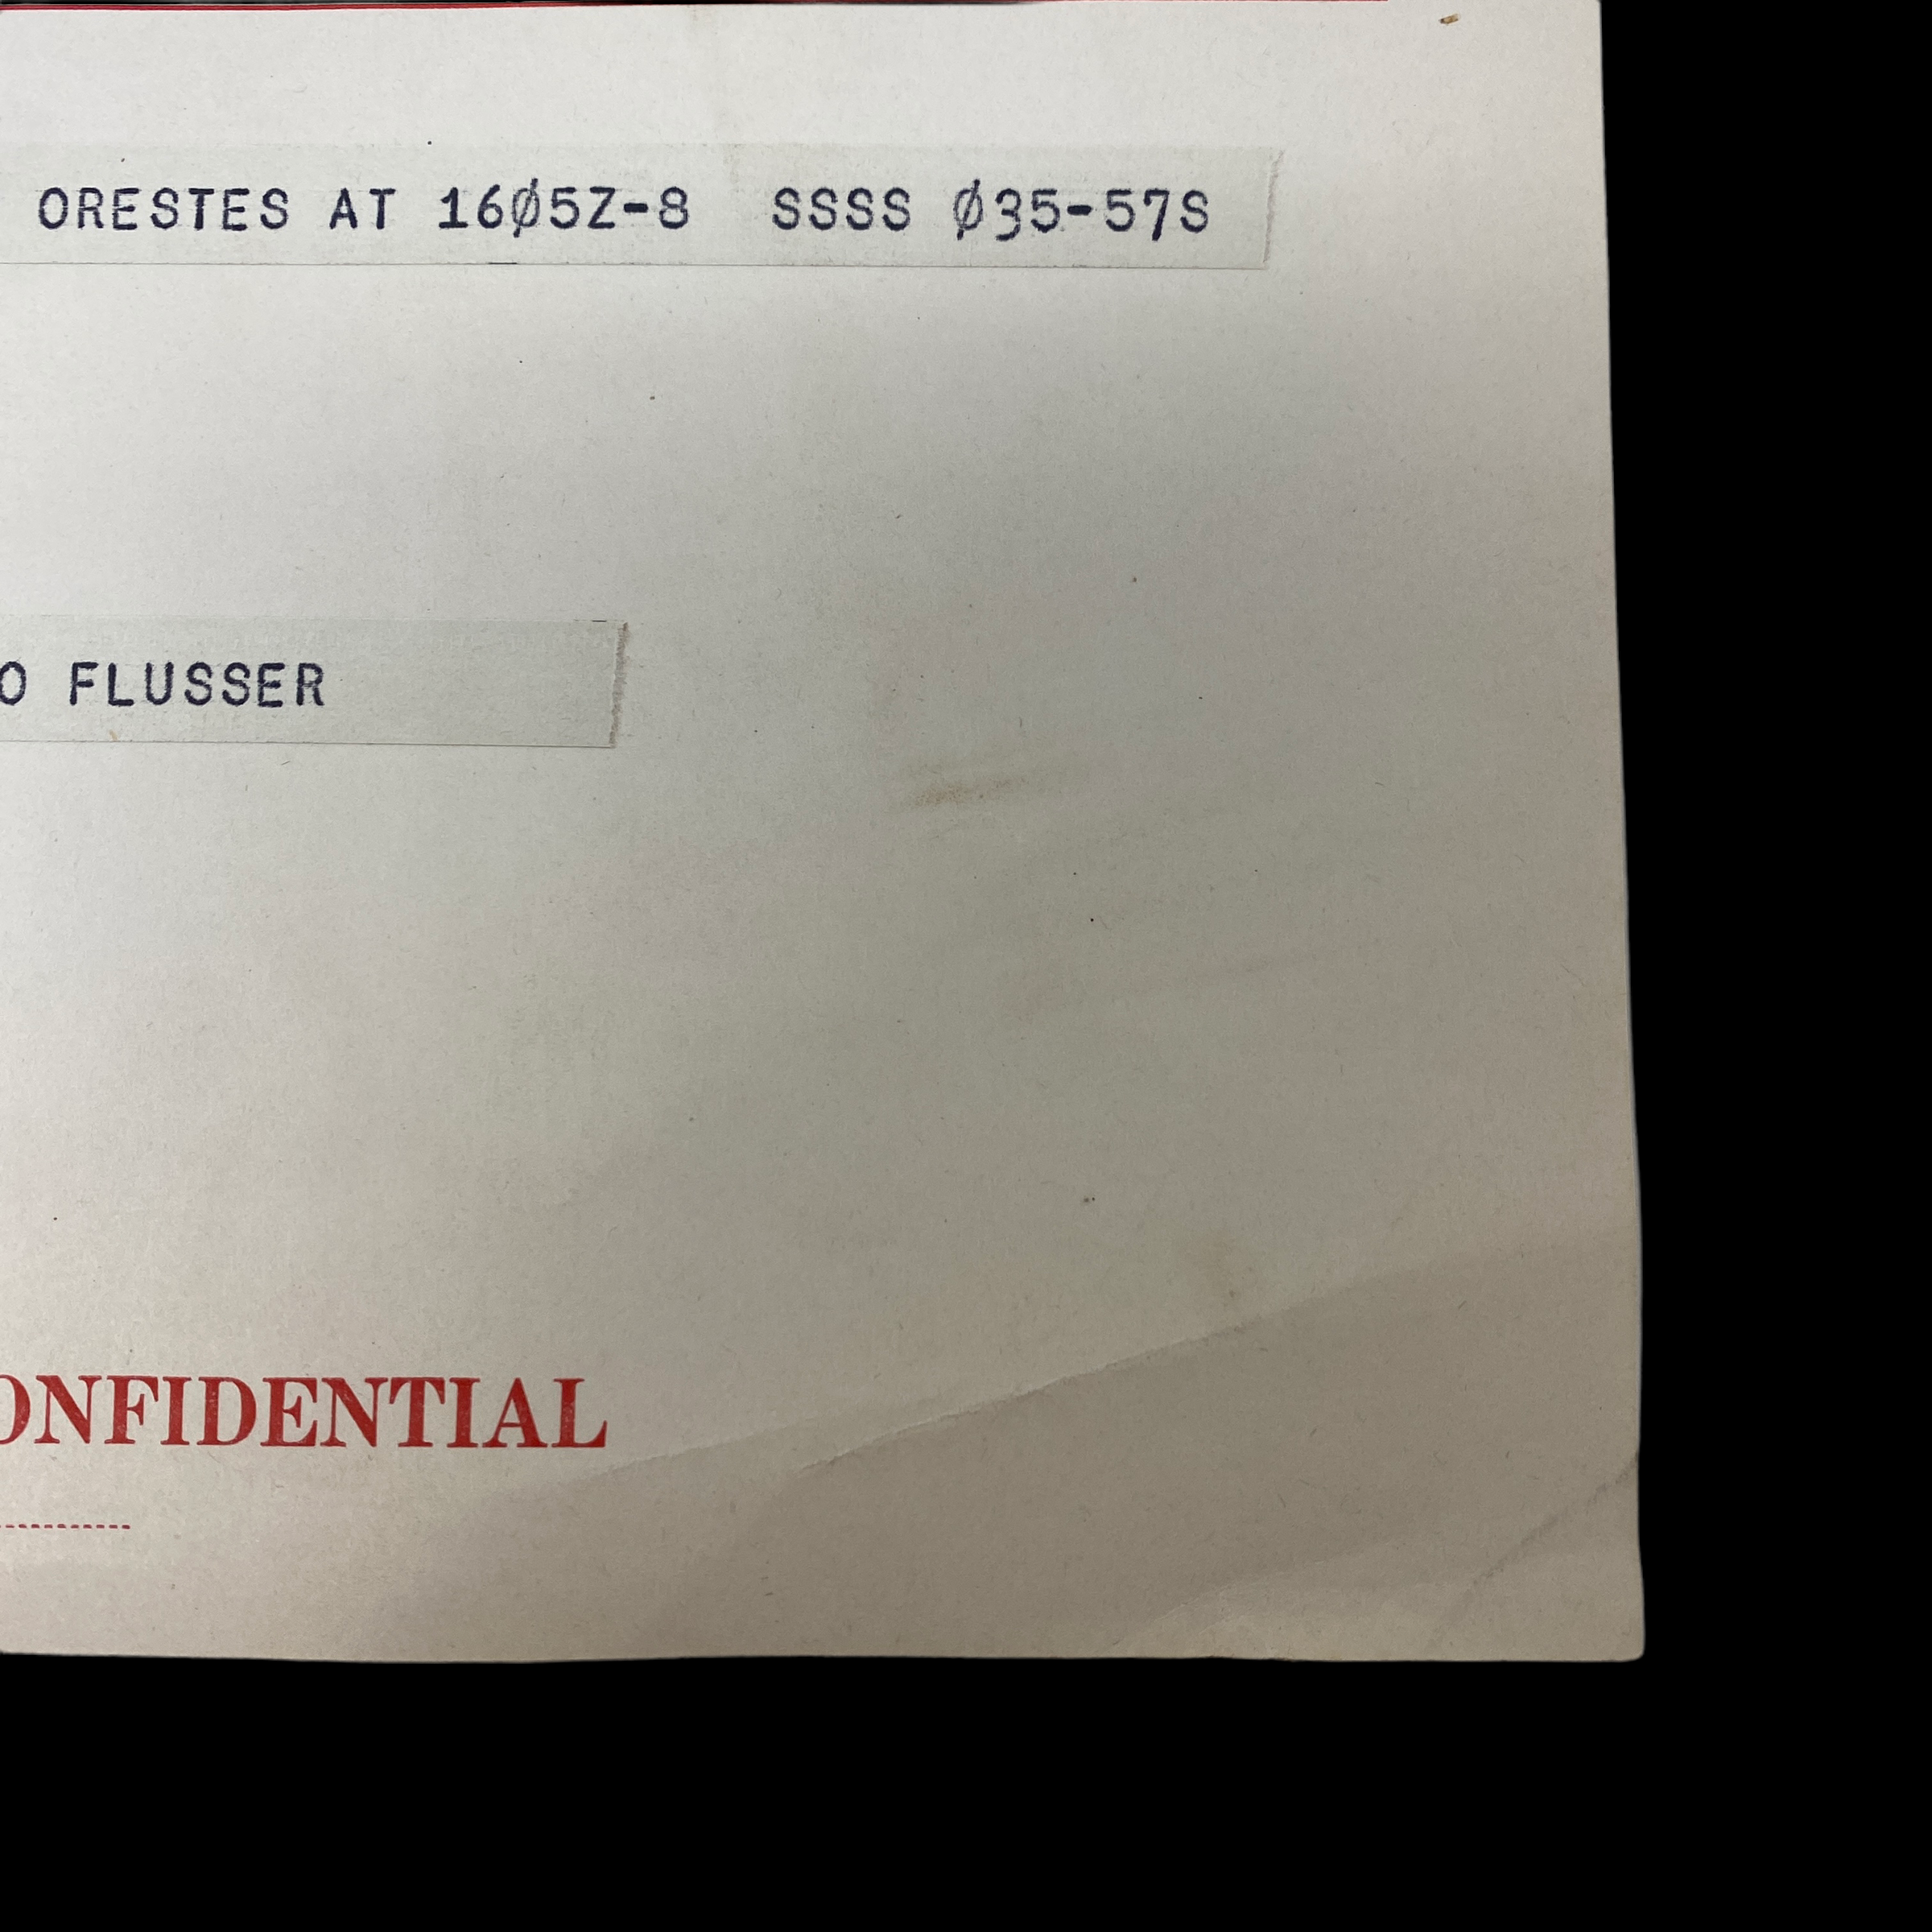 ORESTES AT 16Ø5Z-8 SSSS Ø35-57S
O FLUSSER
ONFIDENTIAL